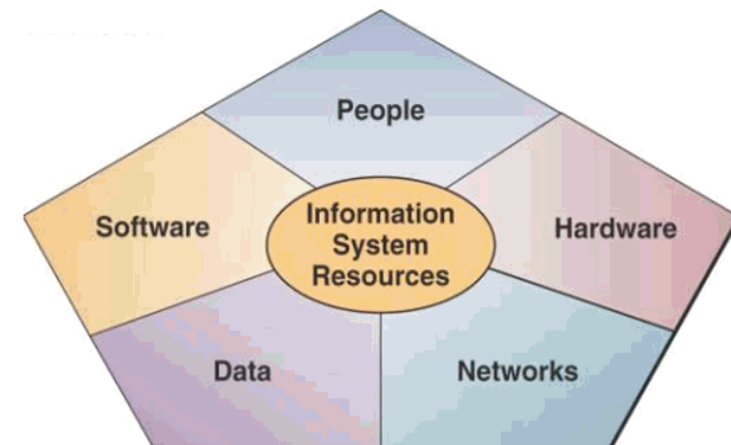 People
Software
Information
System
Resources
Hardware
Data
Networks